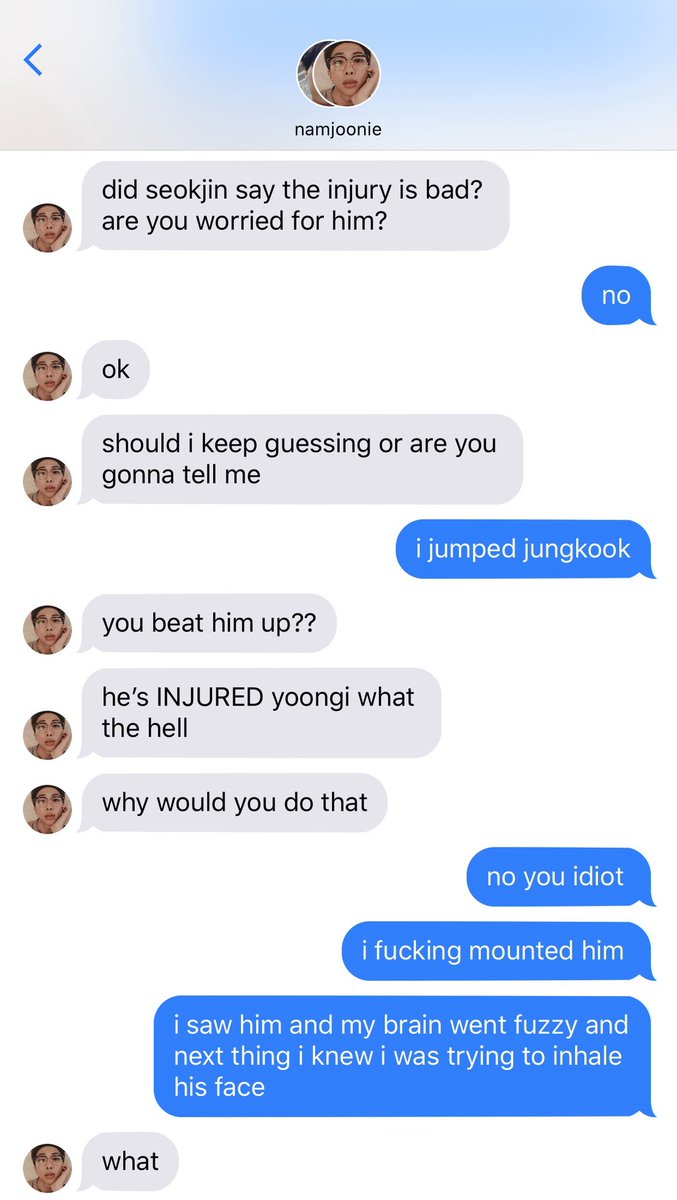 namjoonie
did seokjin say the injury is bad?
are you worried for him?
no
ok
should i keep guessing or are you
gonna tell me
i jumped jungkook
you beat him up??
he’s INJURED yoongi what
the hell
why would you do that
no you idiot
i fucking mounted him
i saw him and my brain went fuzzy and
next thing i knew i was trying to inhale
his face
what